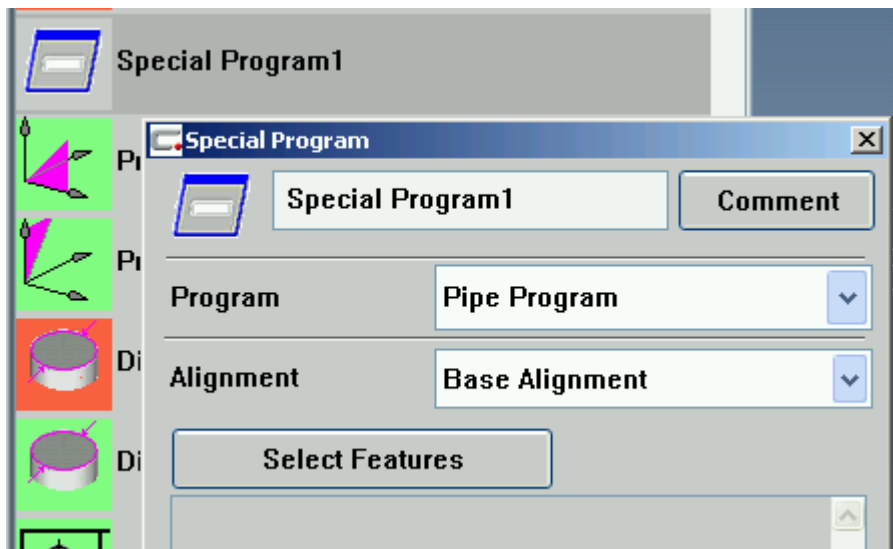 Special Program1
Special Program
Special Program1
Comment
Program
Pipe Program
Alignment
Base Alignment
Select Features